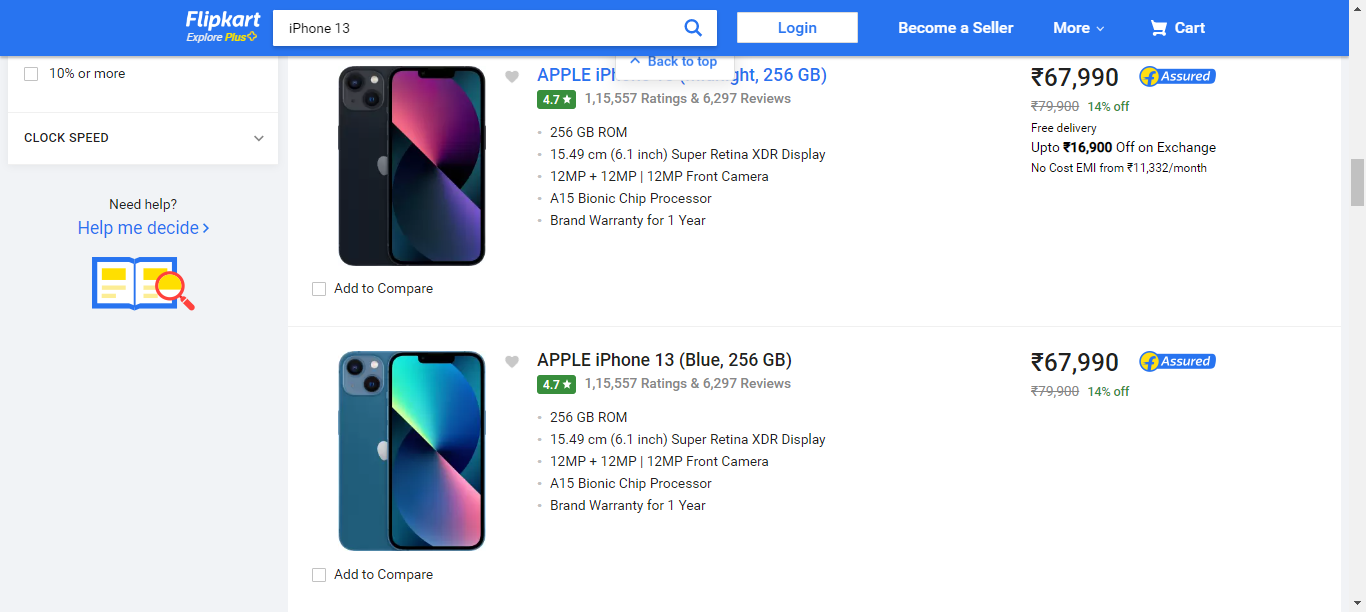 Flipkart
Explore Plus
iPhone 13
Login
Become a Seller
More
Cart
Back to top
10% or more
CLOCK SPEED
Need help?
Help me decide
APPLE ght, 256 GB)
4.7 ★ 1,15,557 Ratings & 6,297 Reviews
256 GB ROM
15.49 cm (6.1 inch) Super Retina XDR Display
12MP + 12MP | 12MP Front Camera
A15 Bionic Chip Processor
Brand Warranty for 1 Year
Add to Compare
₹67,990
Assured
₹79,900 14% off
Free delivery
Upto ₹16,900 Off on Exchange
No Cost EMI from ₹11,332/month
APPLE iPhone 13 (Blue, 256 GB)
4.7 ★ 1,15,557 Ratings & 6,297 Reviews
256 GB ROM
15.49 cm (6.1 inch) Super Retina XDR Display
12MP + 12MP | 12MP Front Camera
A15 Bionic Chip Processor
Brand Warranty for 1 Year
Add to Compare
₹67,990
Assured
₹79,900 14% off